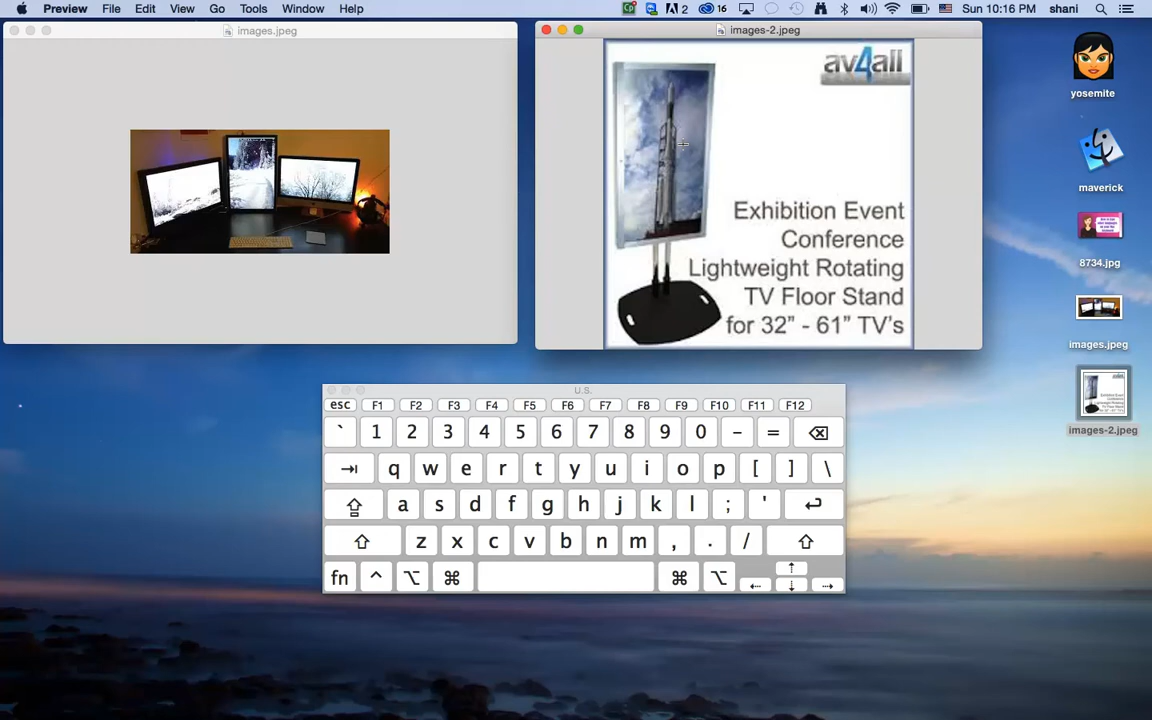 Preview File Edit View Go Tools Window Help 2 16 Sun 10:16 PM shani
images.jpeg
images-2.jpeg
av4all
Exhibition Event
Conference
Lightweight Rotating
TV Floor Stand
for 32” - 61” TV’s
yosemite
maverick
8734.jpg
images.jpeg
images-2.jpeg
U.S.
esc F1 F2 F3 F4 F5 F6 F7 F8 F9 F10 F11 F12
` 1 2 3 4 5 6 7 8 9 0 - =
q w e r t y u i o p [ ] \
a s d f g h j k l ; '
z x c v b n m , . /
fn ^ ⌥ ⌘ ⌘ ⌥